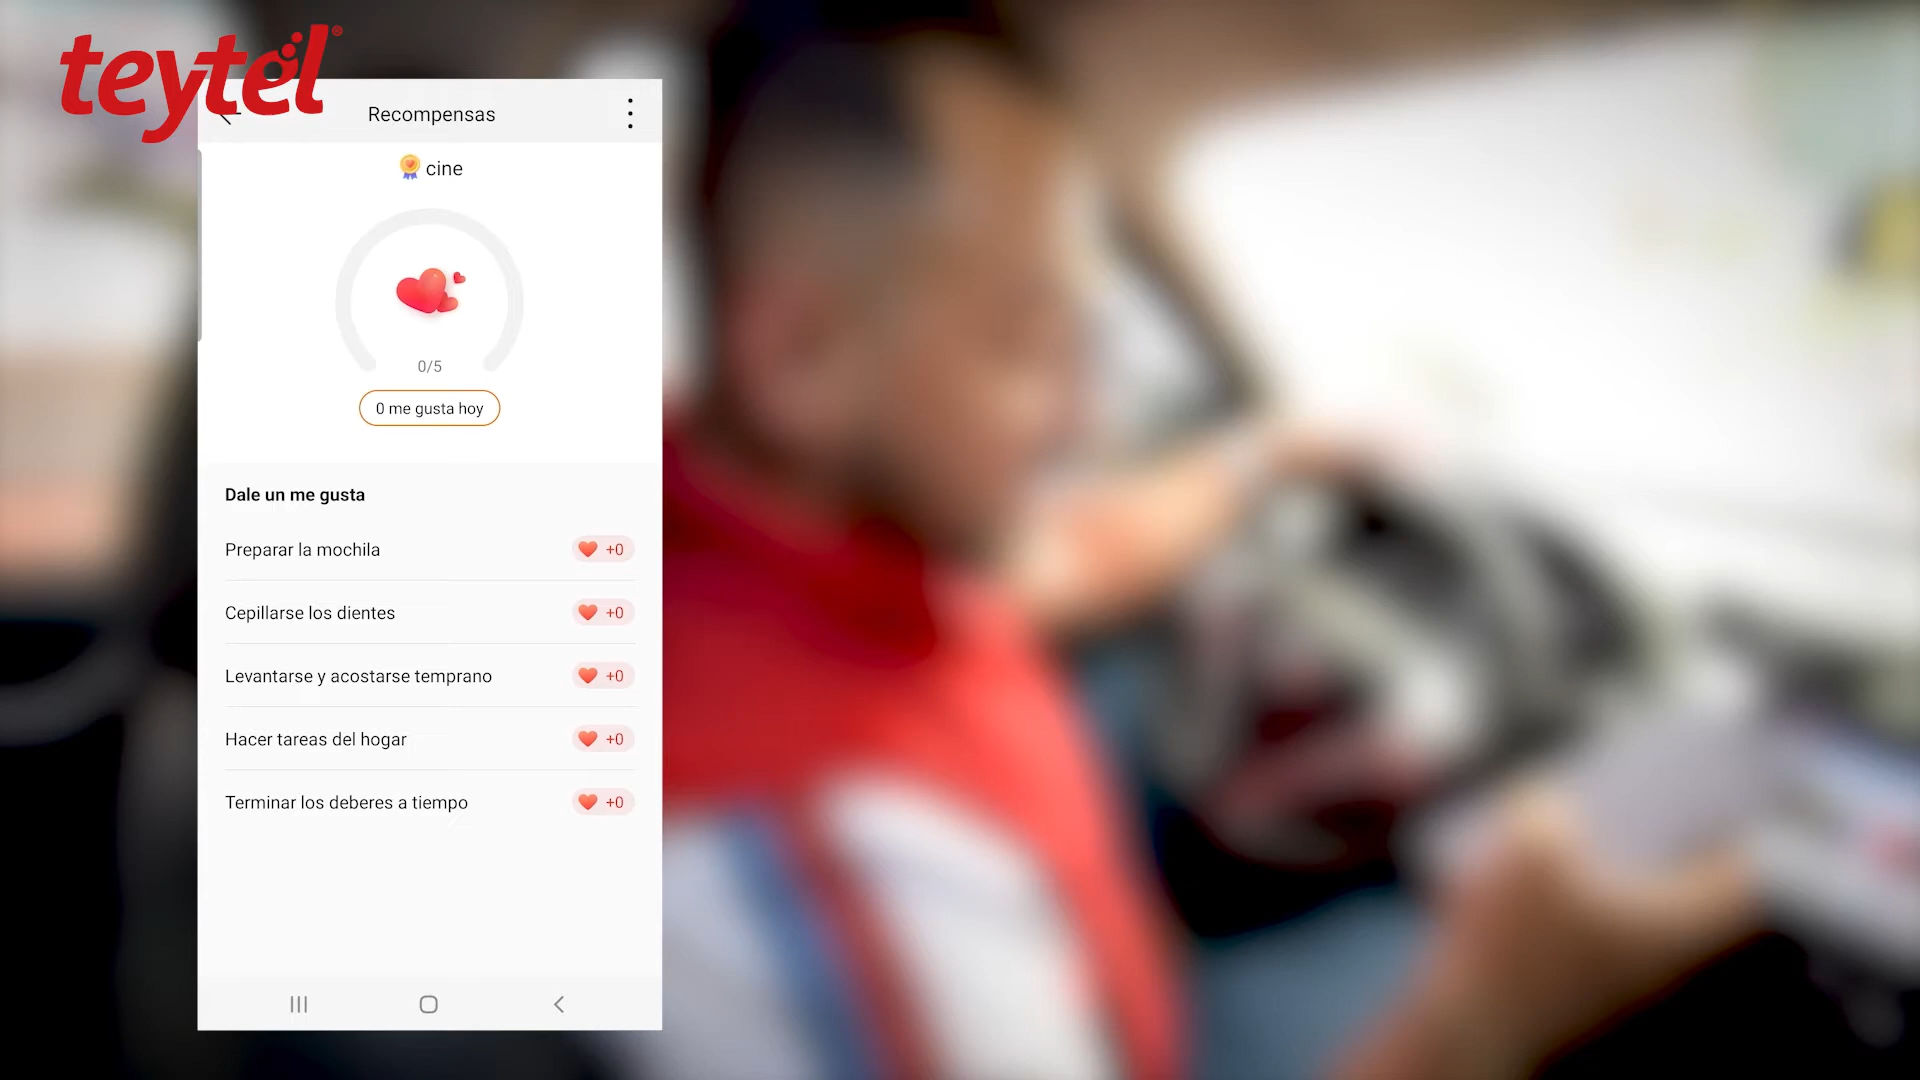 teytel®
Recompensas
cine
0/5
0 me gusta hoy
Dale un me gusta
Preparar la mochila
+0
Cepillarse los dientes
+0
Levantarse y acostarse temprano
+0
Hacer tareas del hogar
+0
Terminar los deberes a tiempo
+0